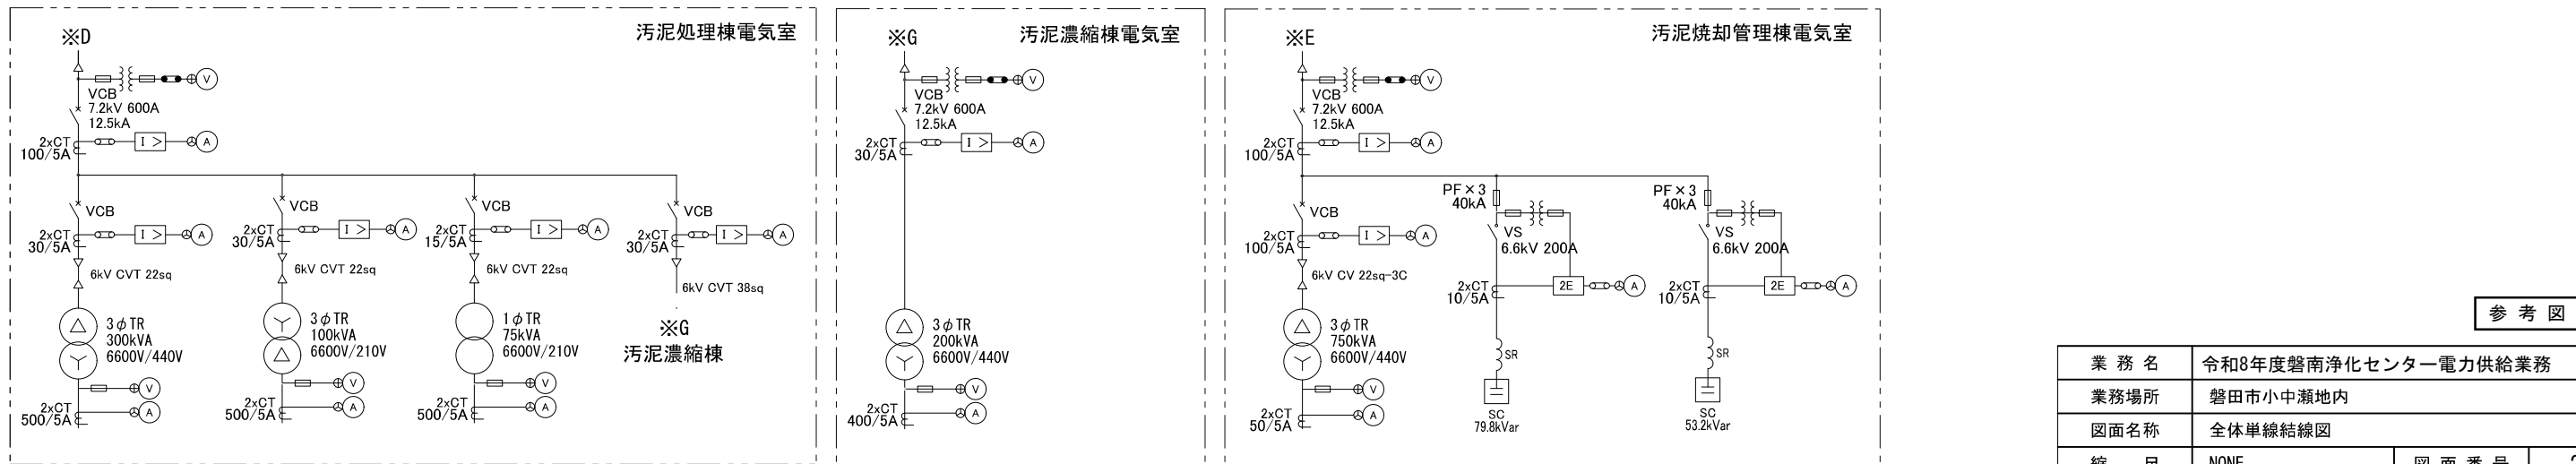 汚泥処理棟電気室
※D
V
VCB
7.2kV 600A
12.5kA
2xCT
100/5A
I >
A
VCB
2xCT
30/5A
I >
A
6kV CVT 22sq
3φTR
300kVA
6600V/440V
V
2xCT
500/5A
A
VCB
2xCT
30/5A
I >
A
6kV CVT 22sq
3φTR
100kVA
6600V/210V
V
2xCT
500/5A
A
VCB
2xCT
15/5A
I >
A
6kV CVT 22sq
1φTR
75kVA
6600V/210V
V
2xCT
500/5A
A
VCB
2xCT
30/5A
I >
A
6kV CVT 38sq
※G
汚泥濃縮棟
汚泥濃縮棟電気室
※G
V
VCB
7.2kV 600A
12.5kA
2xCT
30/5A
I >
A
3φTR
200kVA
6600V/440V
V
2xCT
400/5A
A
汚泥焼却管理棟電気室
※E
V
VCB
7.2kV 600A
12.5kA
2xCT
100/5A
I >
A
VCB
2xCT
100/5A
I >
A
6kV CV 22sq-3C
3φTR
750kVA
6600V/440V
V
2xCT
50/5A
A
PF×3
40kA
VS
6.6kV 200A
2xCT
10/5A
2E
A
SR
SC
79.8kVar
PF×3
40kA
VS
6.6kV 200A
2xCT
10/5A
2E
A
SR
SC
53.2kVar
参考図
業務名 令和8年度磐南浄化センター電力供給業務
業務場所 磐田市小中瀬地内
図面名称 全体単線結線図
NONE 図面番号